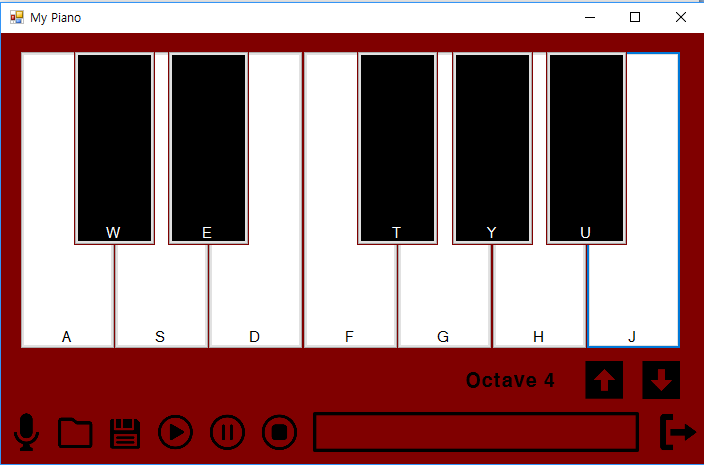 My Piano
W E T Y U
A S D F G H J
Octave 4